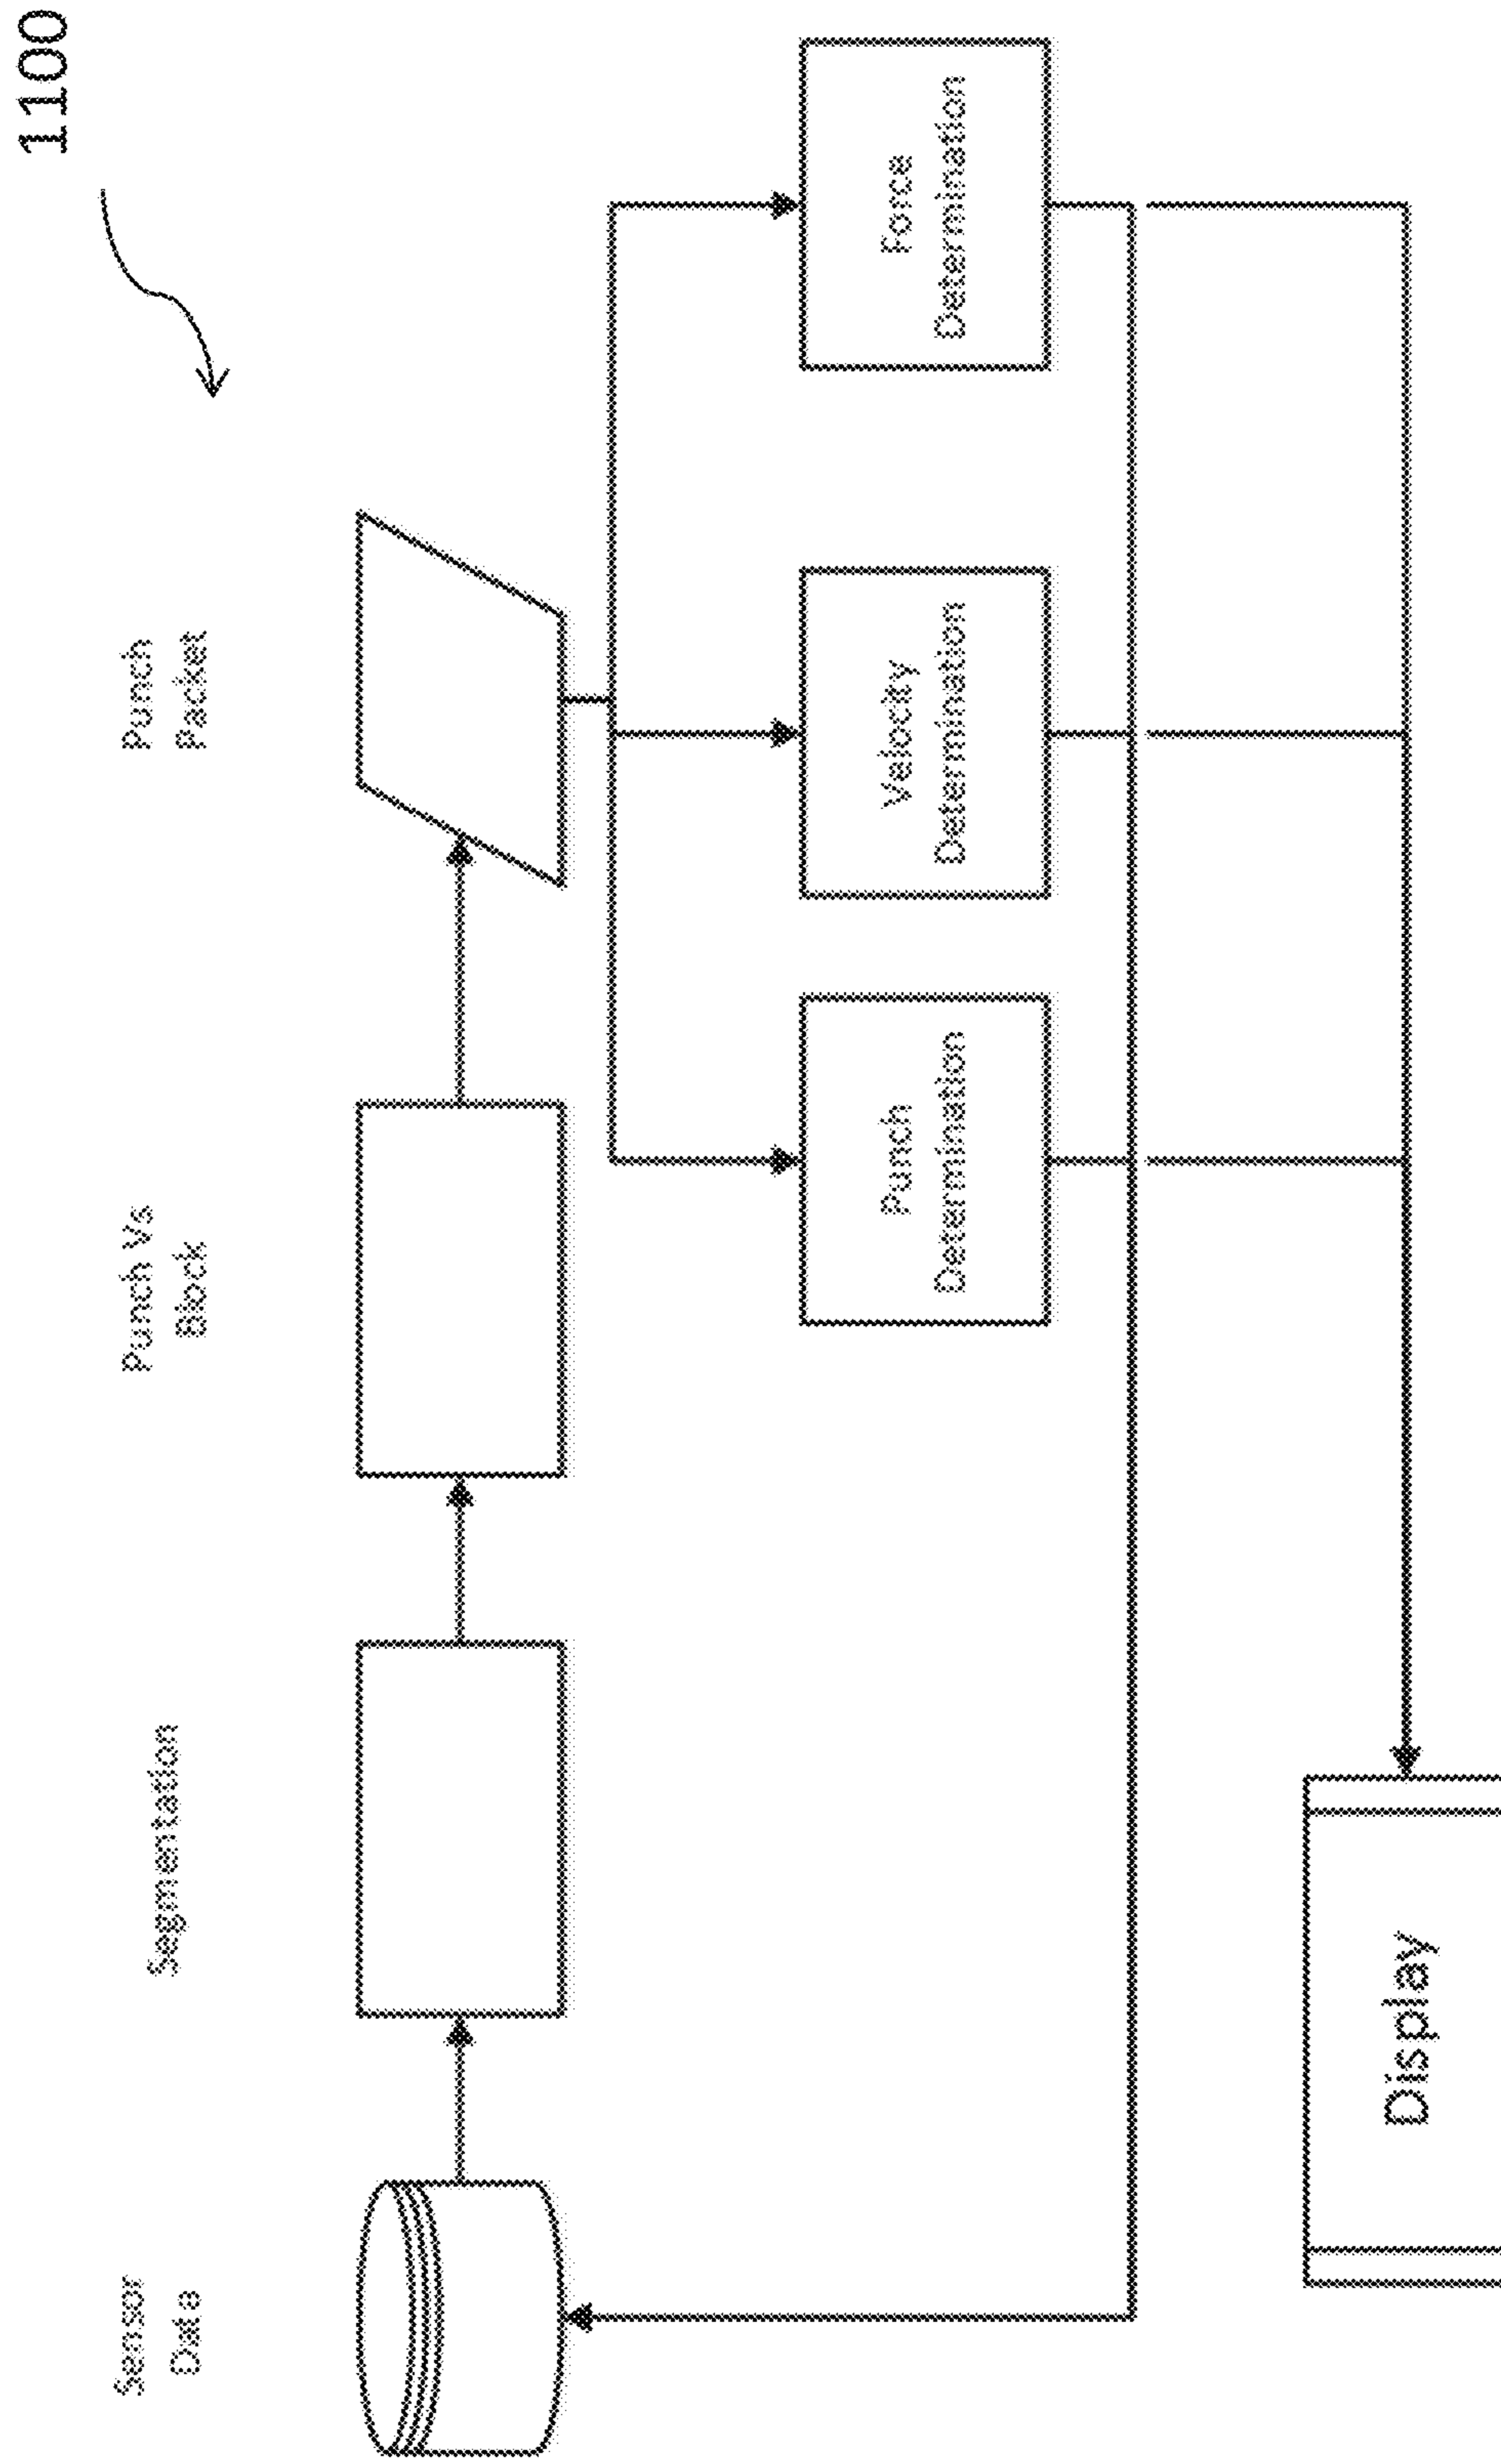 1100
Sensor
Data
Segmentation
Punch Vs
Block
Punch
Packet
Punch
Determination
Velocity
Determination
Force
Determination
Display